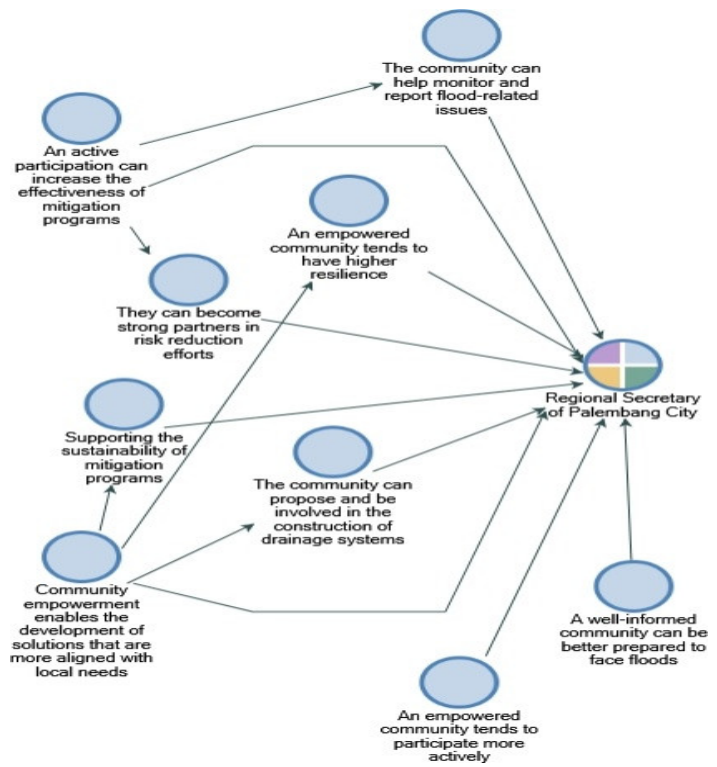 The community can
help monitor and
report flood-related
issues
An active
participation can
increase the
effectiveness of
mitigation programs
An empowered
community tends to
have higher
resilience
They can become
strong partners in
risk reduction
efforts
Regional Secretary
of Palembang City
Supporting the
sustainability of
mitigation
programs
The community can
propose and be
involved in the
construction of
drainage systems
Community
empowerment
enables the
development of
solutions that are
more aligned with
local needs
A well-informed
community can be
better prepared to
face floods
An empowered
community tends to
participate more
actively